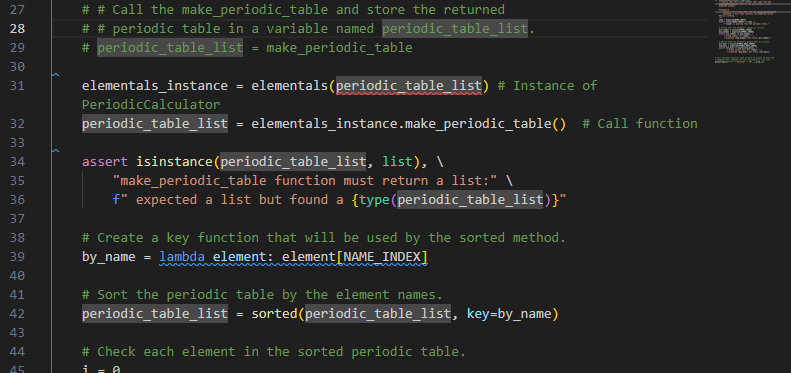 27 # # Call the make_periodic_table and store the returned
28 # # periodic table in a variable named periodic_table_list.
29 # periodic_table_list = make_periodic_table
30
31 elementals_instance = elementals(periodic_table_list) # Instance of
PeriodicCalculator
32 periodic_table_list = elementals_instance.make_periodic_table()  # Call function
33
34 assert isinstance(periodic_table_list, list), \
35     "make_periodic_table function must return a list:" \
36     f" expected a list but found a {type(periodic_table_list)}"
37
38 # Create a key function that will be used by the sorted method.
39 by_name = lambda element: element[NAME_INDEX]
40
41 # Sort the periodic table by the element names.
42 periodic_table_list = sorted(periodic_table_list, key=by_name)
43
44 # Check each element in the sorted periodic table.
45 i = 0